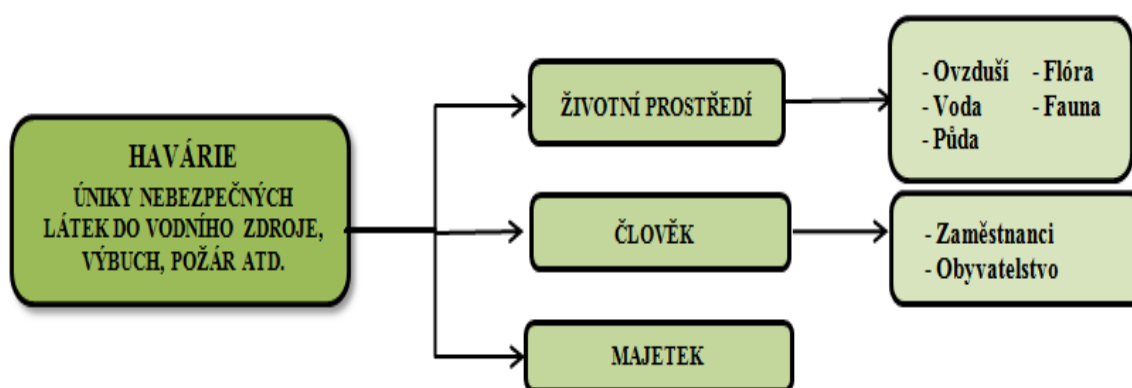 HAVÁRIE
ÚNIKY NEBEZPEČNÝCH
LÁTEK DO VODNÍHO ZDROJE,
VÝBUCH, POŽÁR ATD.
ŽIVOTNÍ PROSTŘEDÍ
- Ovzduší - Flóra
- Voda - Fauna
- Půda
ČLOVĚK
- Zaměstnanci
- Obyvatelstvo
MAJETEK